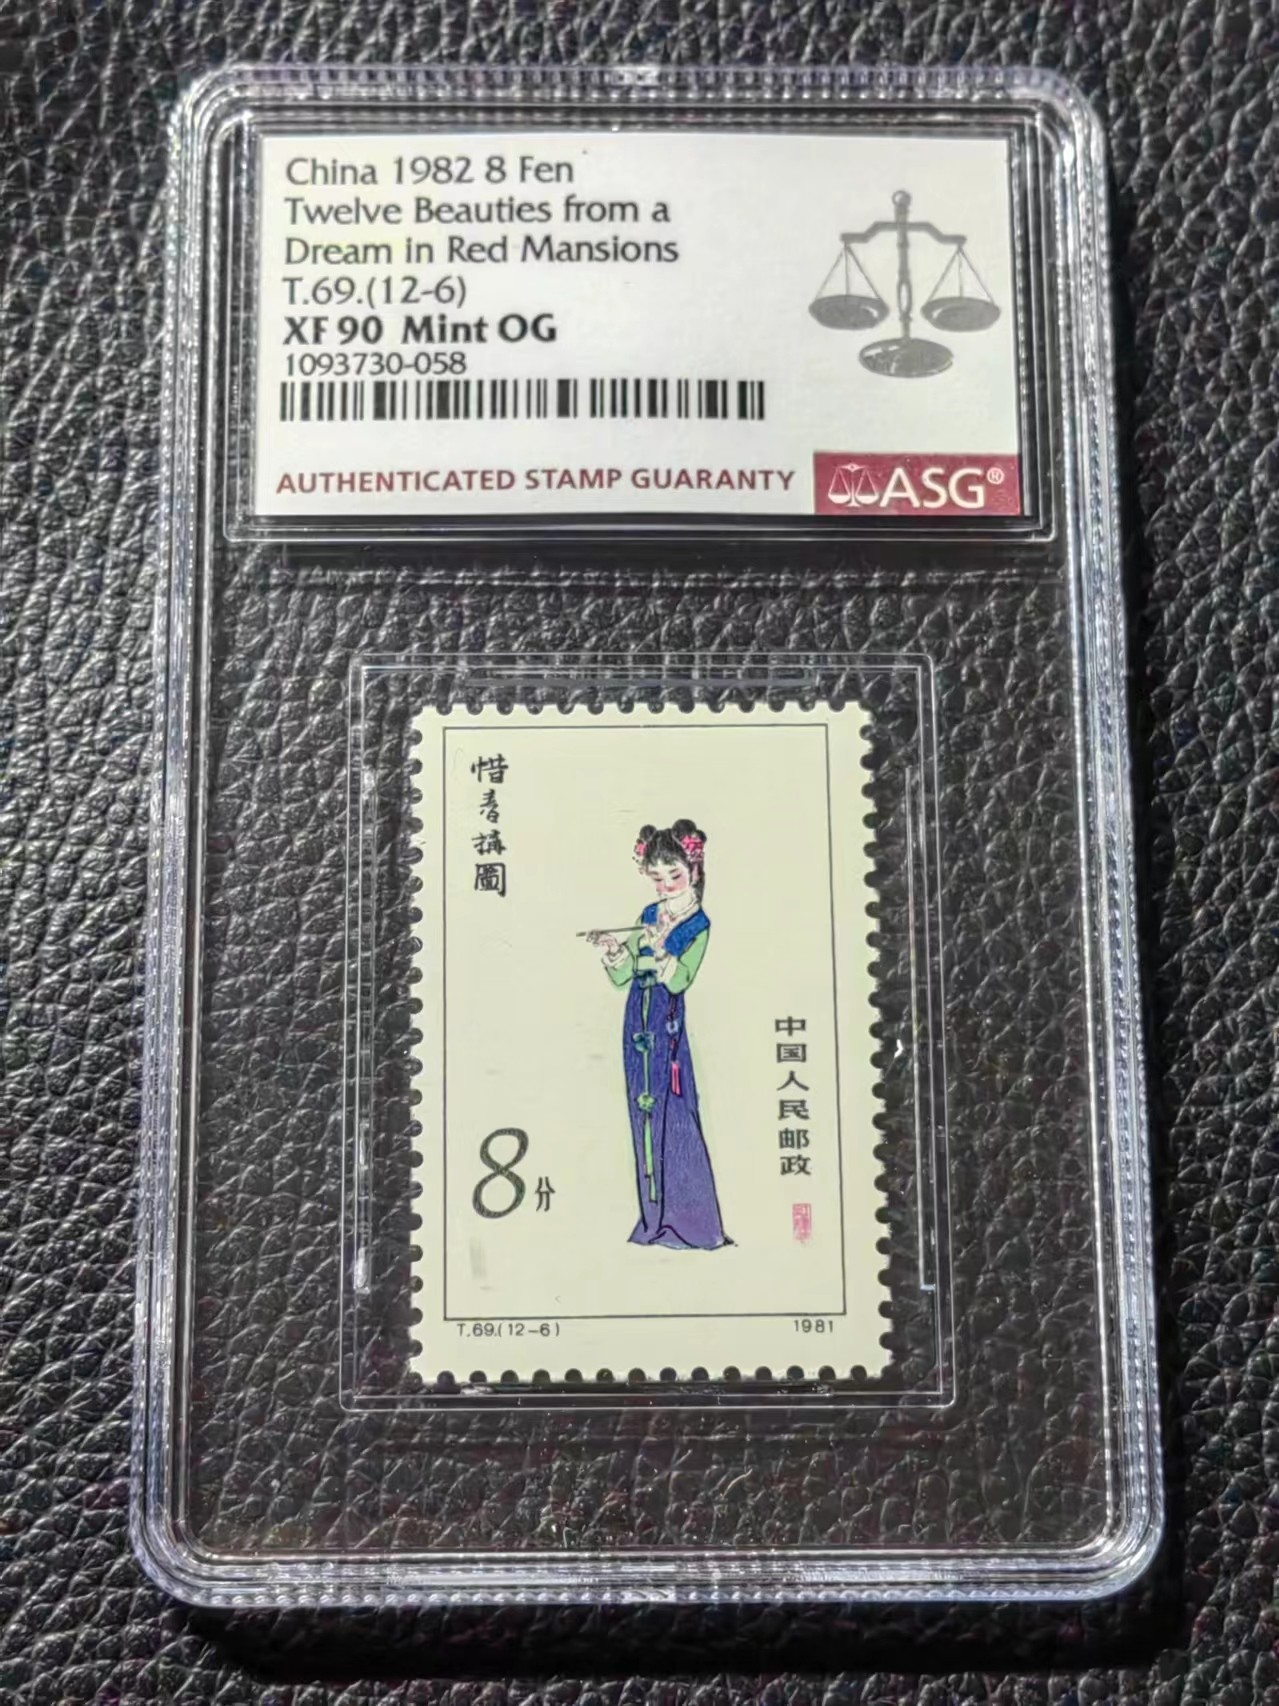 China 1982 8 Fen
Twelve Beauties from a
Dream in Red Mansions
T.69.(12-6)
XF 90 Mint OG
1093730-058
AUTHENTICATED STAMP GUARANTY
ASG®
惜春構圖
8分
中国人民邮政
T.69.(12-6)
1981